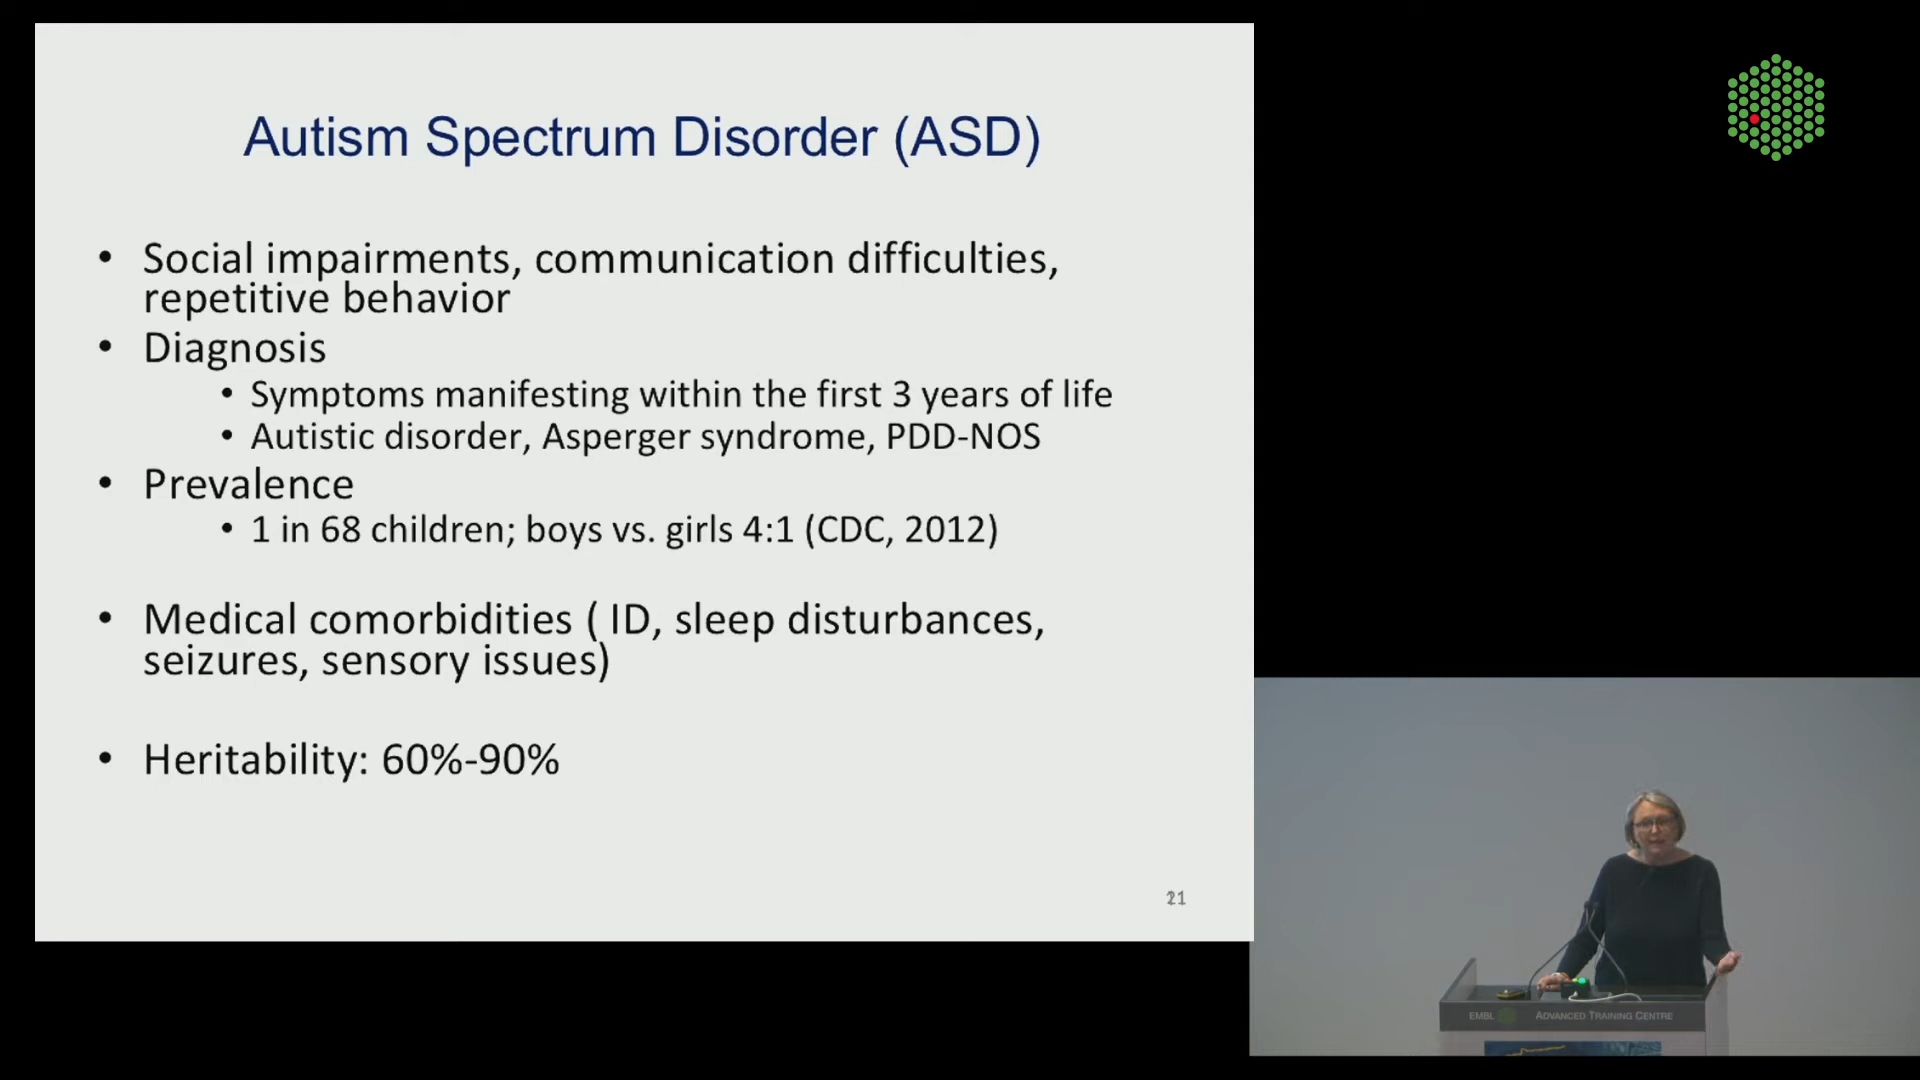 Autism Spectrum Disorder (ASD)
• Social impairments, communication difficulties,
repetitive behavior
• Diagnosis
• Symptoms manifesting within the first 3 years of life
• Autistic disorder, Asperger syndrome, PDD-NOS
• Prevalence
• 1 in 68 children; boys vs. girls 4:1 (CDC, 2012)
• Medical comorbidities ( ID, sleep disturbances,
seizures, sensory issues)
• Heritability: 60%-90%
21
EMBL ADVANCED TRAINING CENTRE